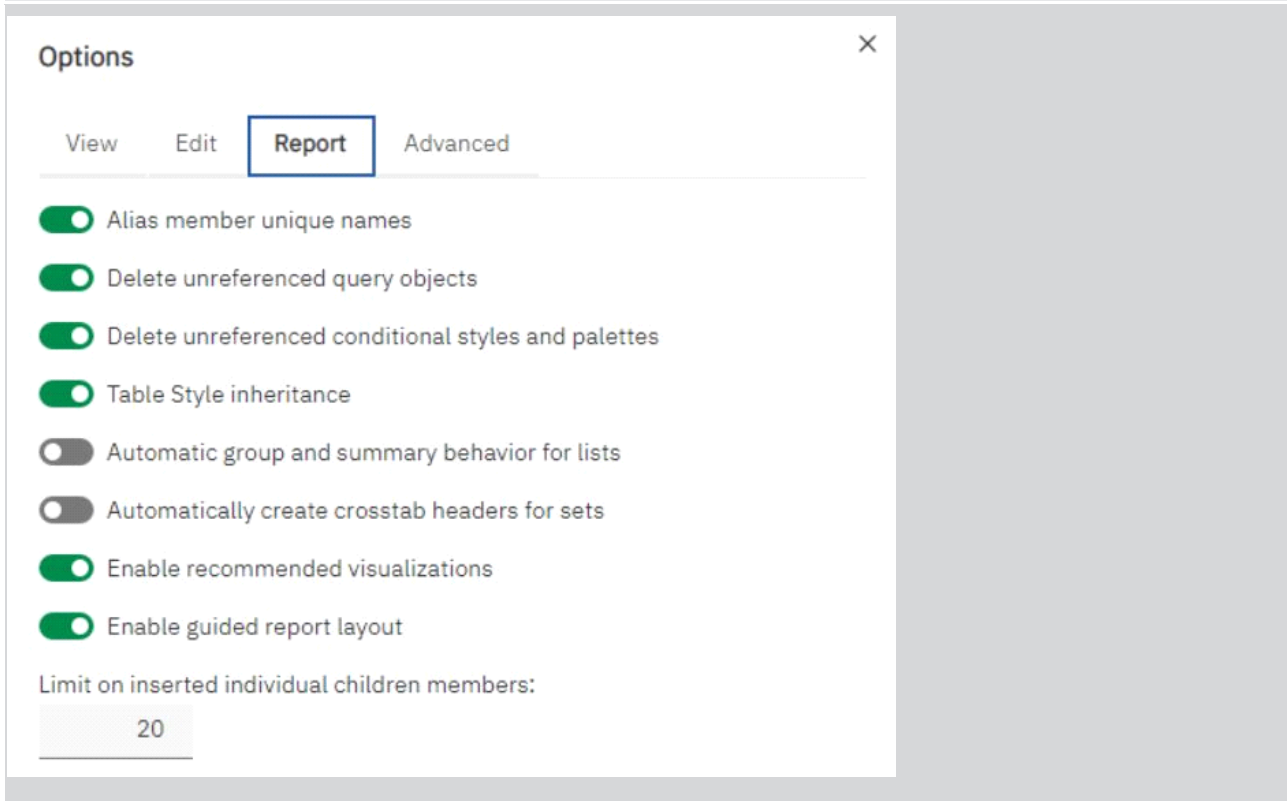 Options
View Edit Report Advanced
Alias member unique names
Delete unreferenced query objects
Delete unreferenced conditional styles and palettes
Table Style inheritance
Automatic group and summary behavior for lists
Automatically create crosstab headers for sets
Enable recommended visualizations
Enable guided report layout
Limit on inserted individual children members:
20